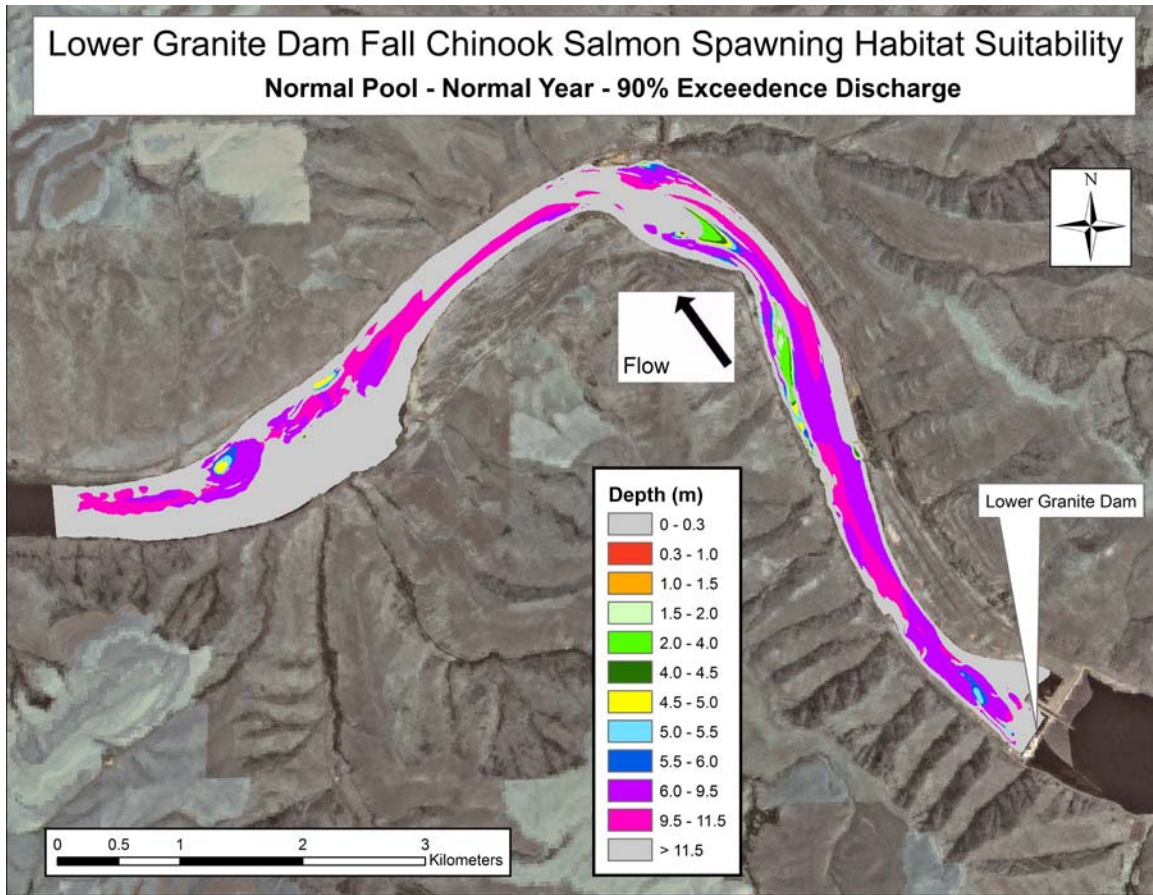 Lower Granite Dam Fall Chinook Salmon Spawning Habitat Suitability
Normal Pool - Normal Year - 90% Exceedence Discharge
N
Flow
Lower Granite Dam
Depth (m)
0 - 0.3
0.3 - 1.0
1.0 - 1.5
1.5 - 2.0
2.0 - 4.0
4.0 - 4.5
4.5 - 5.0
5.0 - 5.5
5.5 - 6.0
6.0 - 9.5
9.5 - 11.5
> 11.5
0 0.5 1 2 3
Kilometers